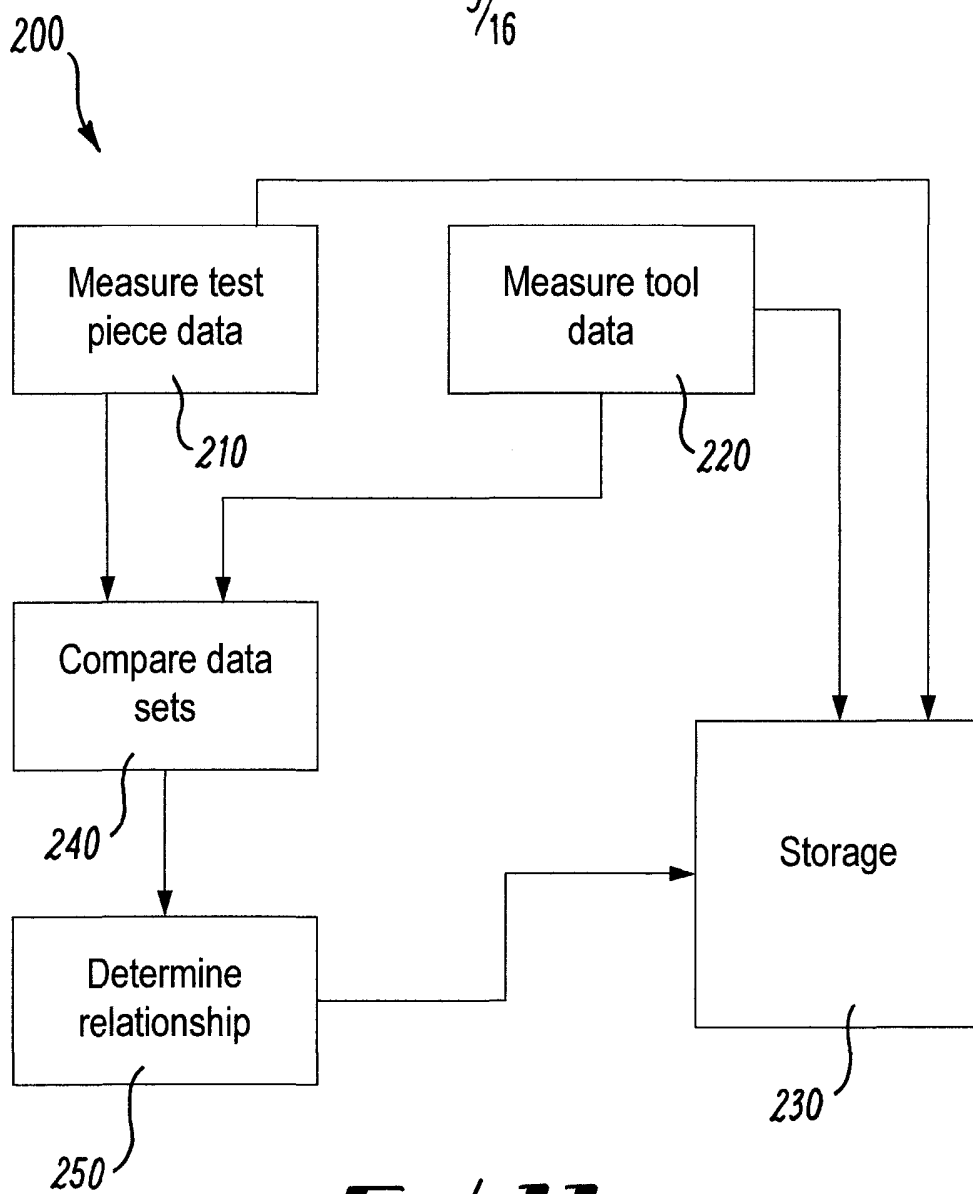 /16
200
Measure test
piece data
210
Measure tool
data
220
Compare data
sets
240
Storage
230
Determine
relationship
250